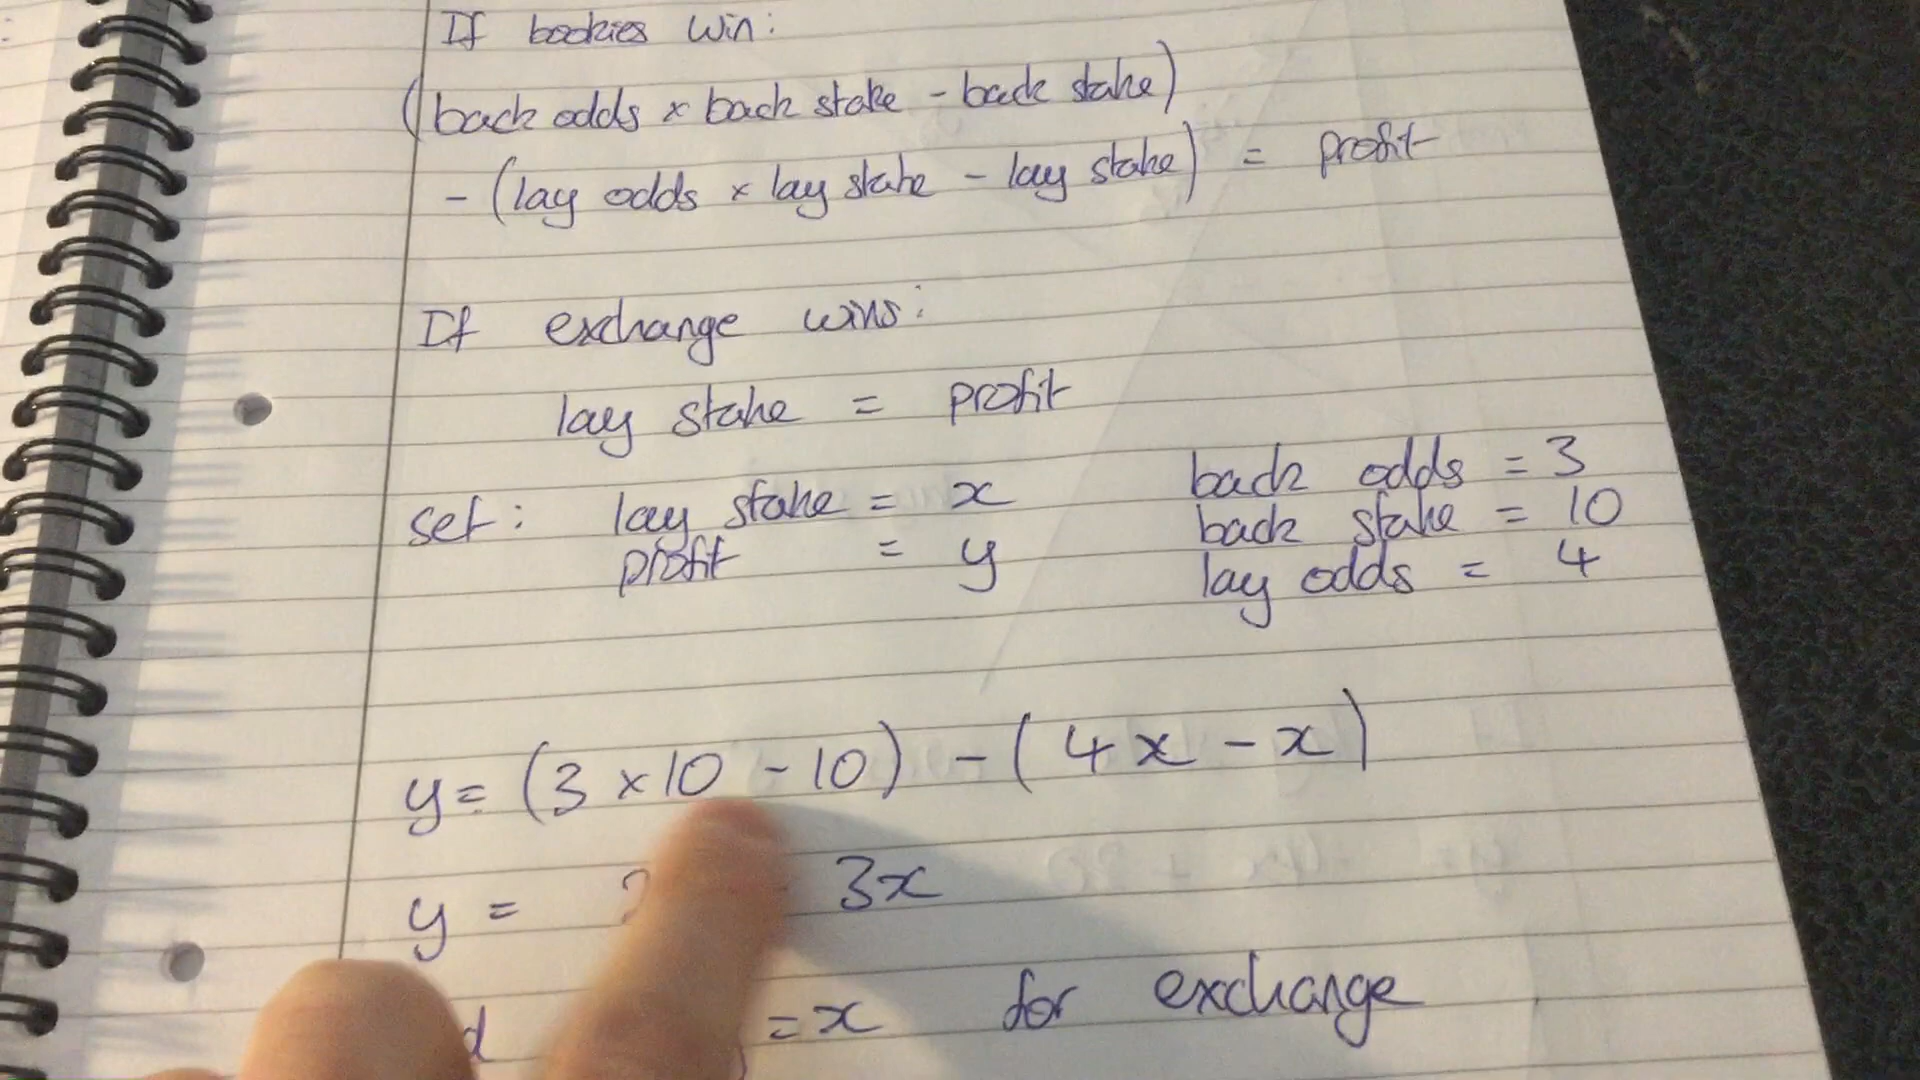 If bookies win:
(back odds x back stake - back stake)
- (lay odds x lay stake - lay stake) = profit
If exchange wins:
lay stake = profit
set: lay stake = x
profit = y
back odds = 3
back stake = 10
lay odds = 4
y = (3 x 10 - 10) - (4x - x)
y = 3x
= x for exchange